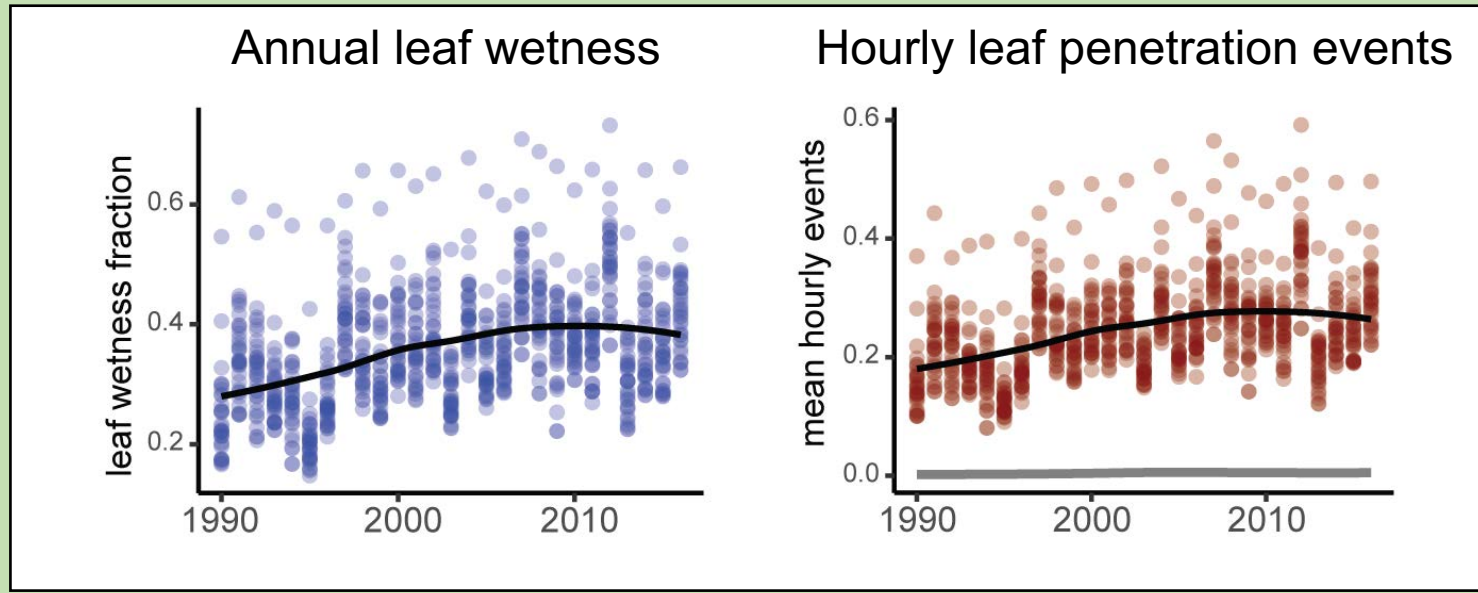 Annual leaf wetness
leaf wetness fraction
0.6
0.4
0.2
1990 2000 2010
Hourly leaf penetration events
mean hourly events
0.6
0.4
0.2
0.0
1990 2000 2010